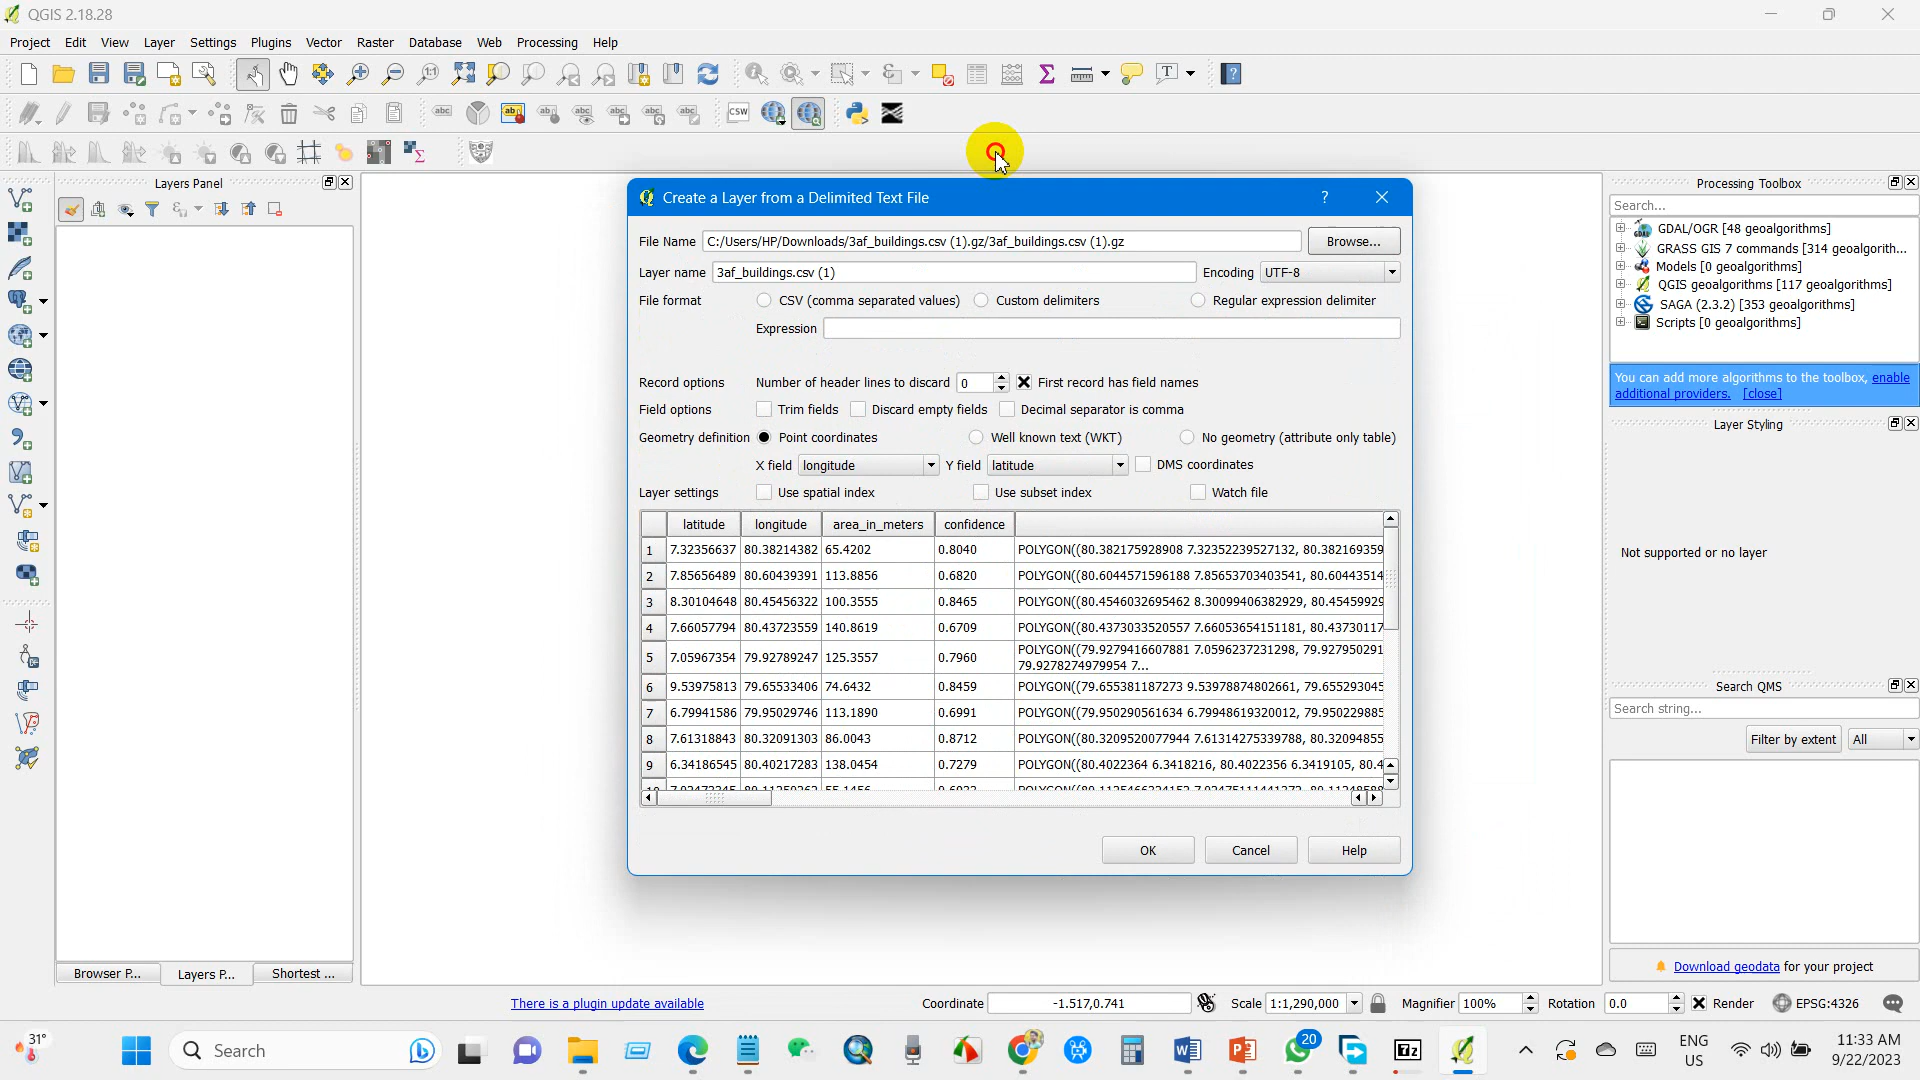 QGIS 2.18.28
Project Edit View Layer Settings Plugins Vector Raster Database Web Processing Help
CSW
Layers Panel
Create a Layer from a Delimited Text File
File Name C:/Users/HP/Downloads/3af_buildings.csv (1).gz/3af_buildings.csv (1).gz Browse...
Layer name 3af_buildings.csv (1) Encoding UTF-8
File format CSV (comma separated values) Custom delimiters Regular expression delimiter
Expression
Record options Number of header lines to discard 0 First record has field names
Field options Trim fields Discard empty fields Decimal separator is comma
Geometry definition Point coordinates Well known text (WKT) No geometry (attribute only table)
X field longitude Y field latitude DMS coordinates
Layer settings Use spatial index Use subset index Watch file
latitude longitude area_in_meters confidence
1 7.32356637 80.38214382 65.4202 0.8040 POLYGON((80.382175928908 7.32352239527132, 80.382169359
2 7.85656489 80.60439391 113.8856 0.6820 POLYGON((80.6044571596188 7.85653703403541, 80.60443514
3 8.30104648 80.45456322 100.3555 0.8465 POLYGON((80.4546032695462 8.30099406382929, 80.45459929
4 7.66057794 80.43723559 140.8619 0.6709 POLYGON((80.4373033520557 7.66053654151181, 80.43730117
5 7.05967354 79.92789247 125.3557 0.7960 POLYGON((79.9279416607881 7.0596237231298, 79.927950291
79.9278274979954 7...
6 9.53975813 79.65533406 74.6432 0.8459 POLYGON((79.655381187273 9.53978874802661, 79.655293045
7 6.79941586 79.95029746 113.1890 0.6991 POLYGON((79.950290561634 6.79948619320012, 79.950229885
8 7.61318843 80.32091303 86.0043 0.8712 POLYGON((80.3209520077944 7.61314275339788, 80.32094855
9 6.34186545 80.40217283 138.0454 0.7279 POLYGON((80.4022364 6.3418216, 80.4022356 6.3419105, 80.4
OK Cancel Help
Processing Toolbox
Search...
GDAL/OGR [48 geoalgorithms]
GRASS GIS 7 commands [314 geoalgorith...
Models [0 geoalgorithms]
QGIS geoalgorithms [117 geoalgorithms]
SAGA (2.3.2) [353 geoalgorithms]
Scripts [0 geoalgorithms]
You can add more algorithms to the toolbox, enable
additional providers. [close]
Layer Styling
Not supported or no layer
Search QMS
Search string...
Filter by extent All
Download geodata for your project
Browser P... Layers P... Shortest ...
There is a plugin update available Coordinate -1.517,0.741 Scale 1:1,290,000 Magnifier 100% Rotation 0.0 Render EPSG:4326
31° Search 20 ENG
US
11:33 AM
9/22/2023